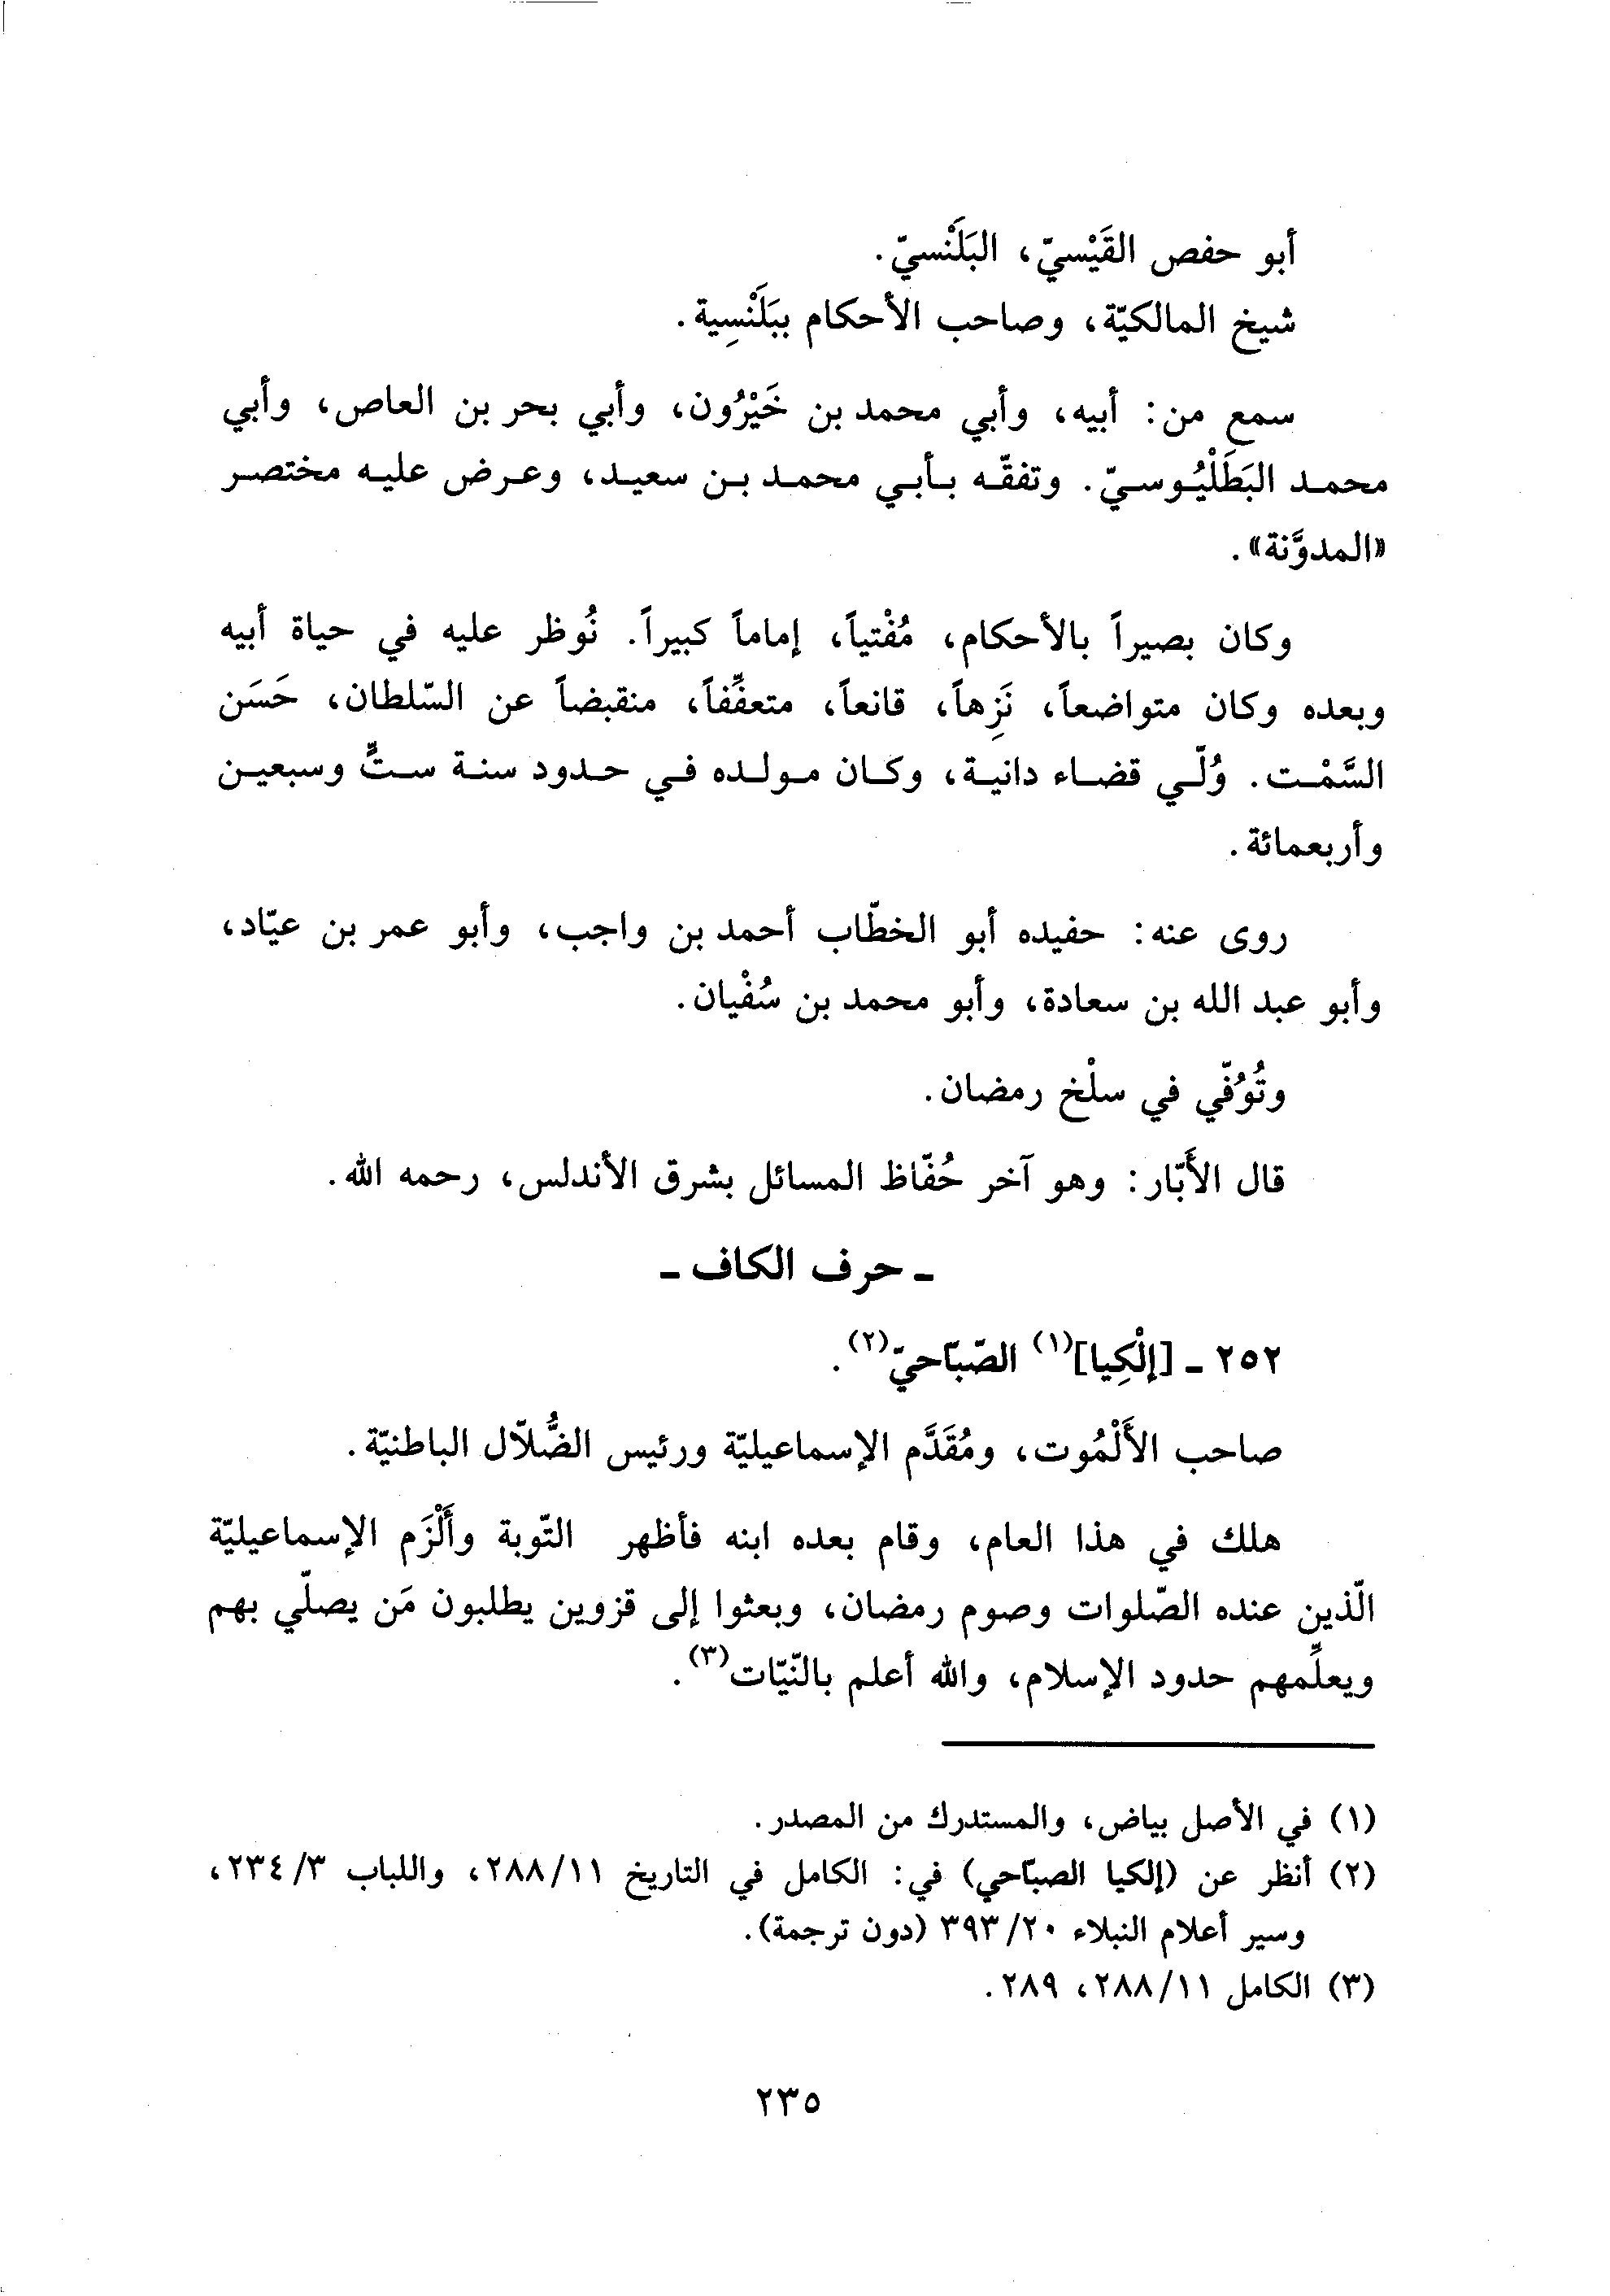 أبو حفص القَيْسيّ، البَلَنْسيّ.
شيخ المالكيّة، وصاحب الأحكام ببَلَنْسِية.
سمع من: أبيه، وأبي محمد بن خَيْرُون، وأبي بحر بن العاص، وأبي
محمد البَطَلْيُوسيّ. وتفقّه بأبي محمد بن سعيد، وعرض عليه مختصر
«المدوَّنة».
وكان بصيراً بالأحكام، مُفْتياً، إماماً كبيراً. نُوظر عليه في حياة أبيه
وبعده وكان متواضعاً، نَزِهاً، قانعاً، متعفِّفاً، منقبضاً عن السّلطان، حَسَن
السَّمْت. وُلّي قضاء دانية، وكان مولده في حدود سنة ستٍّ وسبعين
وأربعمائة.
روى عنه: حفيده أبو الخطّاب أحمد بن واجب، وأبو عمر بن عيّاد،
وأبو عبد الله بن سعادة، وأبو محمد بن سُفْيان.
وتُوُفّي في سلْخ رمضان.
قال الأَبّار: وهو آخر حُفّاظ المسائل بشرق الأندلس، رحمه الله.
ـ حرف الكاف ـ
٢٥٢ ـ [إلْكِيا](١) الصّبّاحيّ(٢).
صاحب الأَلْمُوت، ومُقَدَّم الإسماعيليّة ورئيس الضُّلاّل الباطنيّة.
هلك في هذا العام، وقام بعده ابنه فأظهر التّوبة وأَلْزَم الإسماعيليّة
الّذين عنده الصّلوات وصوم رمضان، وبعثوا إلى قزوين يطلبون مَن يصلّي بهم
ويعلِّمهم حدود الإسلام، والله أعلم بالنّيّات(٣).
(١) في الأصل بياض، والمستدرك من المصدر.
(٢) أنظر عن (إلكيا الصبّاحي) في: الكامل في التاريخ ٢٨٨/١١، واللباب ٢٣٤/٣،
وسير أعلام النبلاء ٣٩٣/٢٠ (دون ترجمة).
(٣) الكامل ٢٨٨/١١، ٢٨٩.
٢٣٥